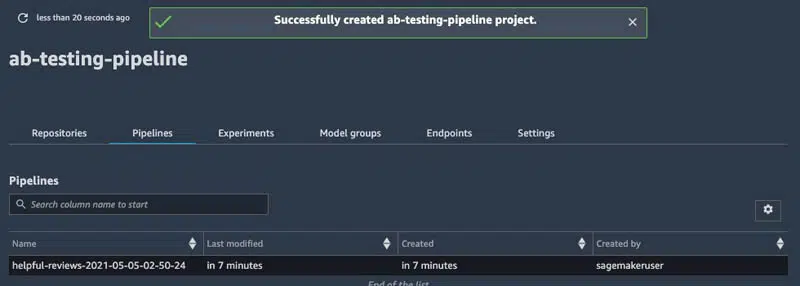 less than 20 seconds ago
Successfully created ab-testing-pipeline project.
ab-testing-pipeline
Repositories Pipelines Experiments Model groups Endpoints Settings
Pipelines
Search column name to start
Name Last modified Created Created by
helpful-reviews-2021-05-05-02-50-24 in 7 minutes in 7 minutes sagemakeruser
End of the list